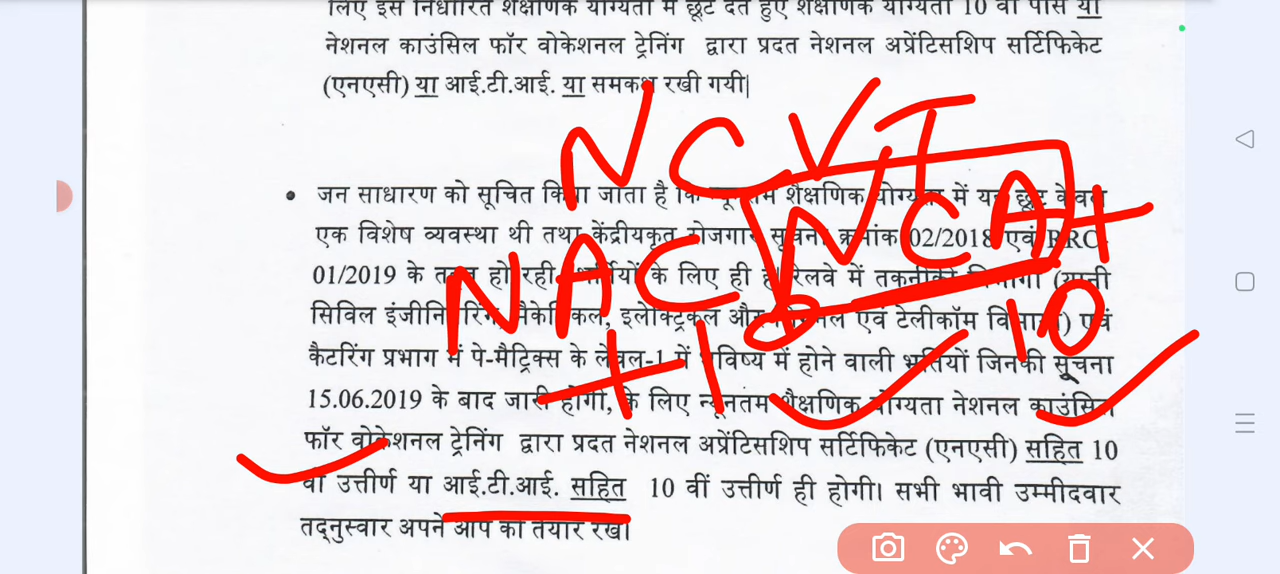 लिए इस निर्धारित शैक्षणिक योग्यता में छूट देते हुए शैक्षणिक योग्यता 10 वीं पास या
नेशनल काउंसिल फॉर वोकेशनल ट्रेनिंग द्वारा प्रदत नेशनल अप्रेंटिसशिप सर्टिफिकेट
(एनएसी) या आई.टी.आई. या समकक्ष रखी गयी|
NCVT
• जन साधारण को सूचित किया जाता है कि न्यूनतम शैक्षणिक योग्यता में यह छूट केवल
एक विशेष व्यवस्था थी तथा केंद्रीयकृत रोजगार सूचना क्रमांक 02/2018 एवं RRC-
NCA+
01/2019 के तहत हो रही भर्तियों के लिए ही है। रेलवे में तकनीकी विभागों
NAC
सिविल इंजीनियरिंग, मैकेनिकल, इलेक्ट्रिकल और एवं टेलीकॉम विभाग) एवं
10
कैटरिंग प्रभाग में पे-मैट्रिक्स के लेवल-1 में भविष्य में होने वाली भर्तियों जिनकी सूचना
+1
15.06.2019 के बाद जारी होगी, के लिए न्यूनतम शैक्षणिक योग्यता नेशनल काउंसिल
फॉर वोकेशनल ट्रेनिंग द्वारा प्रदत नेशनल अप्रेंटिसशिप सर्टिफिकेट (एनएसी) सहित 10
वीं उत्तीर्ण या आई.टी.आई. सहित 10 वीं उत्तीर्ण ही होगी। सभी भावी उम्मीदवार
तद्नुस्वार अपने आप को तैयार रखें।